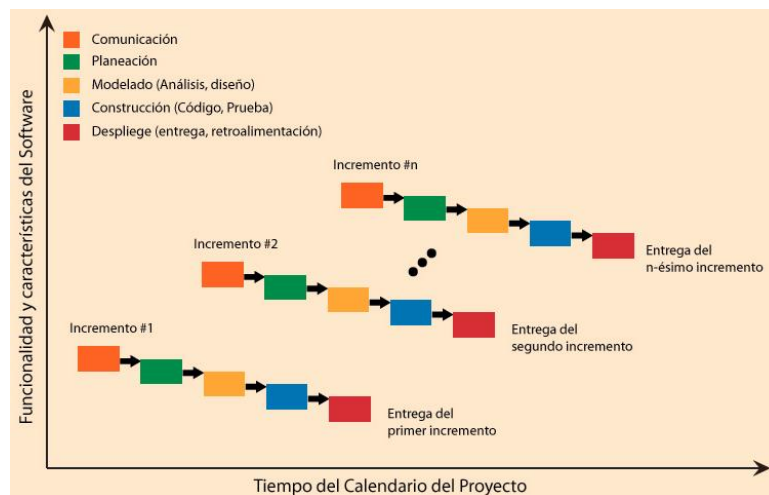 Funcionalidad y características del Software
Comunicación
Planeación
Modelado (Análisis, diseño)
Construcción (Código, Prueba)
Despliege (entrega, retroalimentación)
Incremento #n
Entrega del
n-ésimo incremento
Incremento #2
Entrega del
segundo incremento
Incremento #1
Entrega del
primer incremento
Tiempo del Calendario del Proyecto